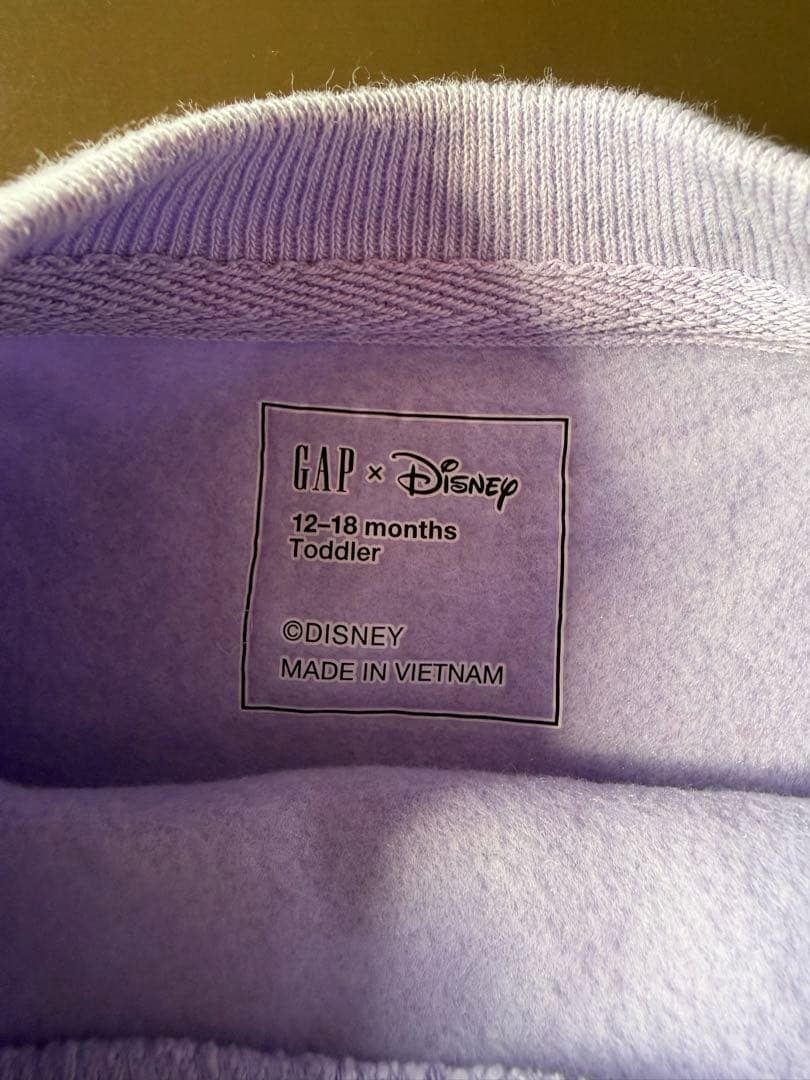 GAP × Disney
12–18 months
Toddler
©DISNEY
MADE IN VIETNAM